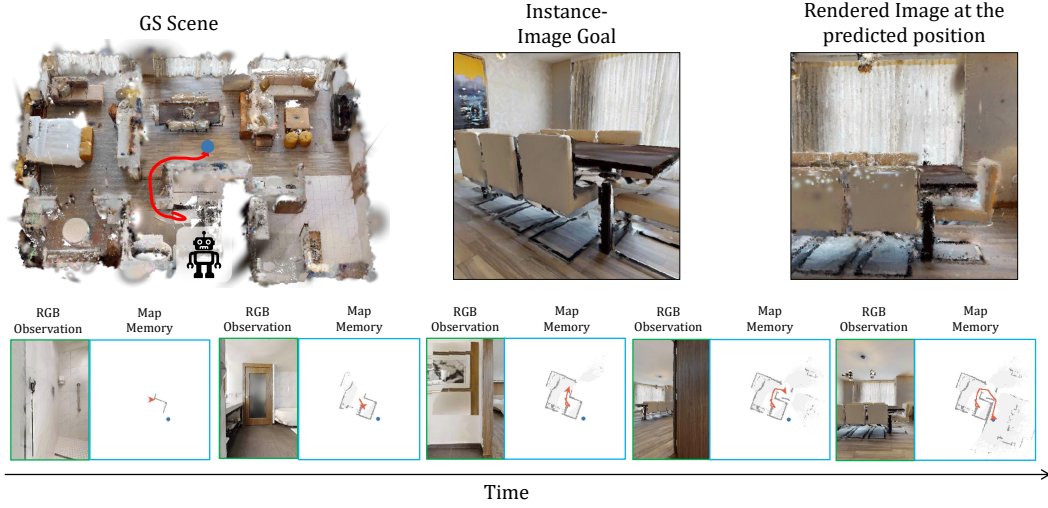 GS Scene
Instance-
Image Goal
Rendered Image at the
predicted position
RGB
Observation
Map
Memory
RGB
Observation
Map
Memory
RGB
Observation
Map
Memory
RGB
Observation
Map
Memory
RGB
Observation
Map
Memory
Time